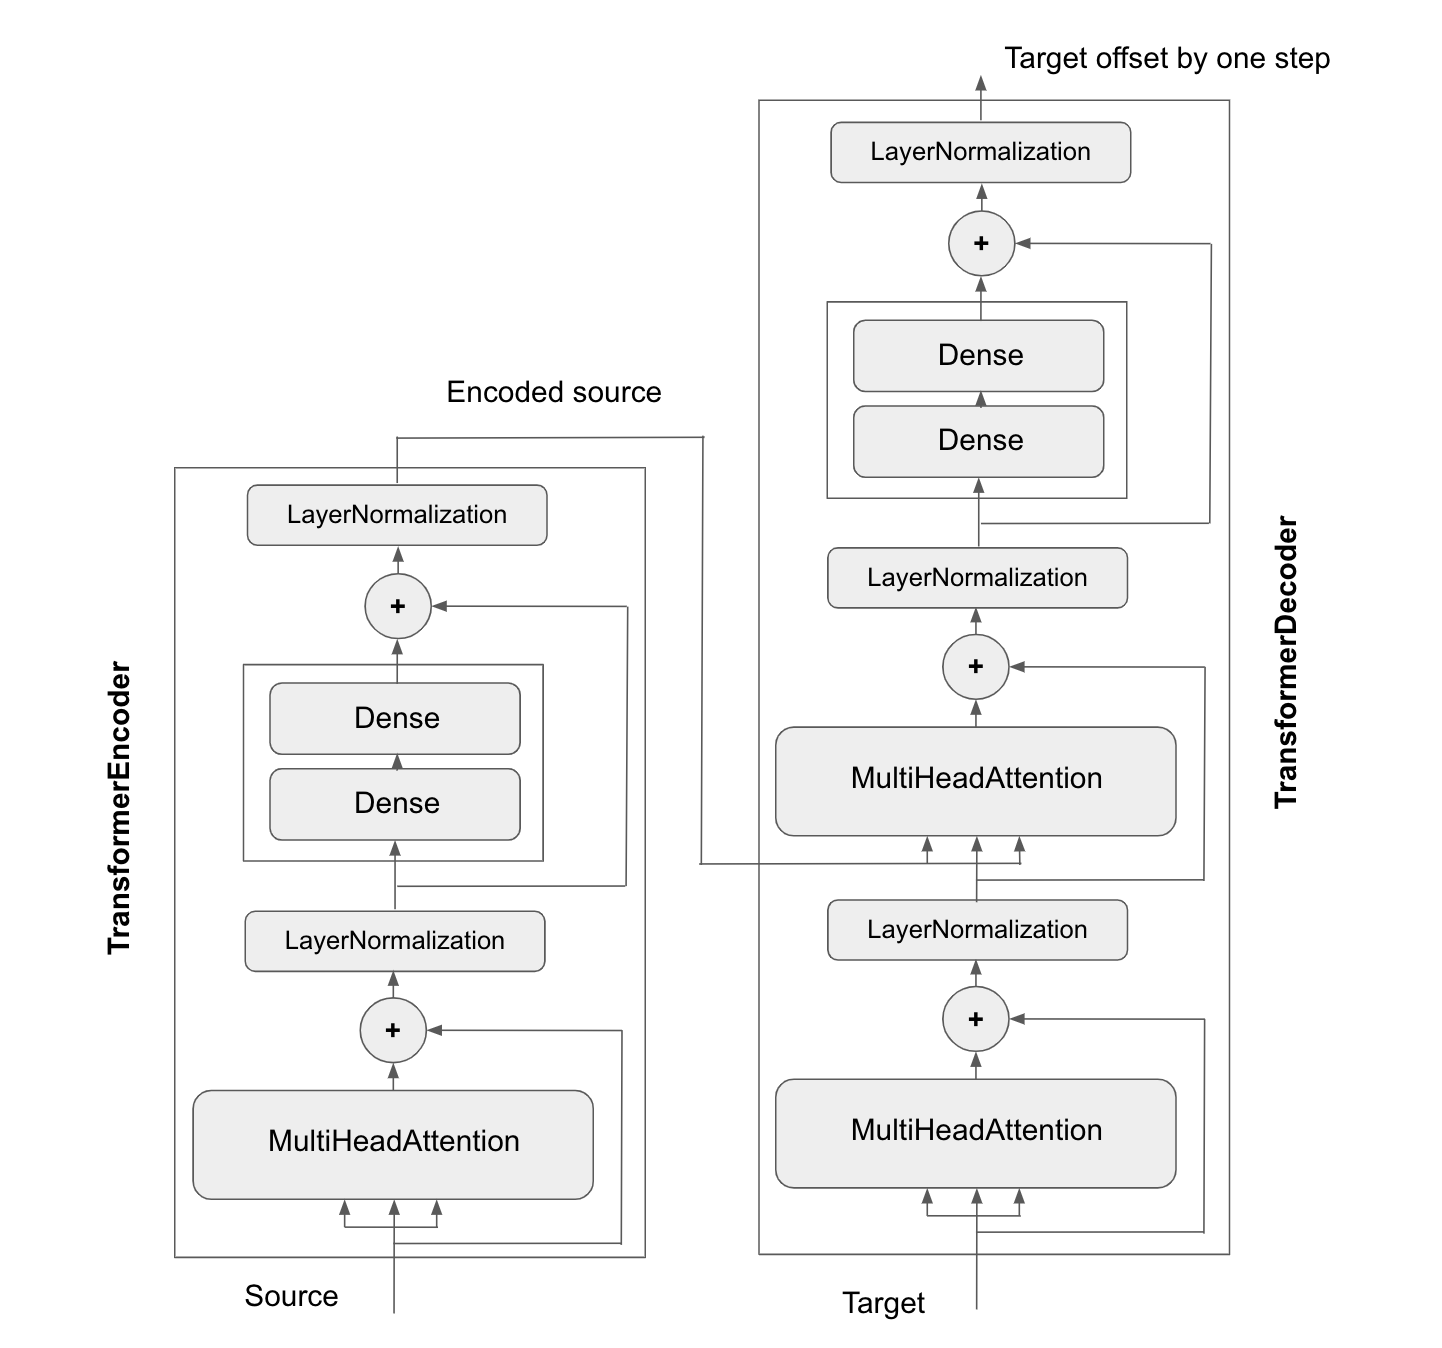 Target offset by one step
LayerNormalization
+
Dense
Dense
LayerNormalization
+
MultiHeadAttention
LayerNormalization
+
MultiHeadAttention
Target
TransformerDecoder
Encoded source
LayerNormalization
+
Dense
Dense
LayerNormalization
+
MultiHeadAttention
Source
TransformerEncoder